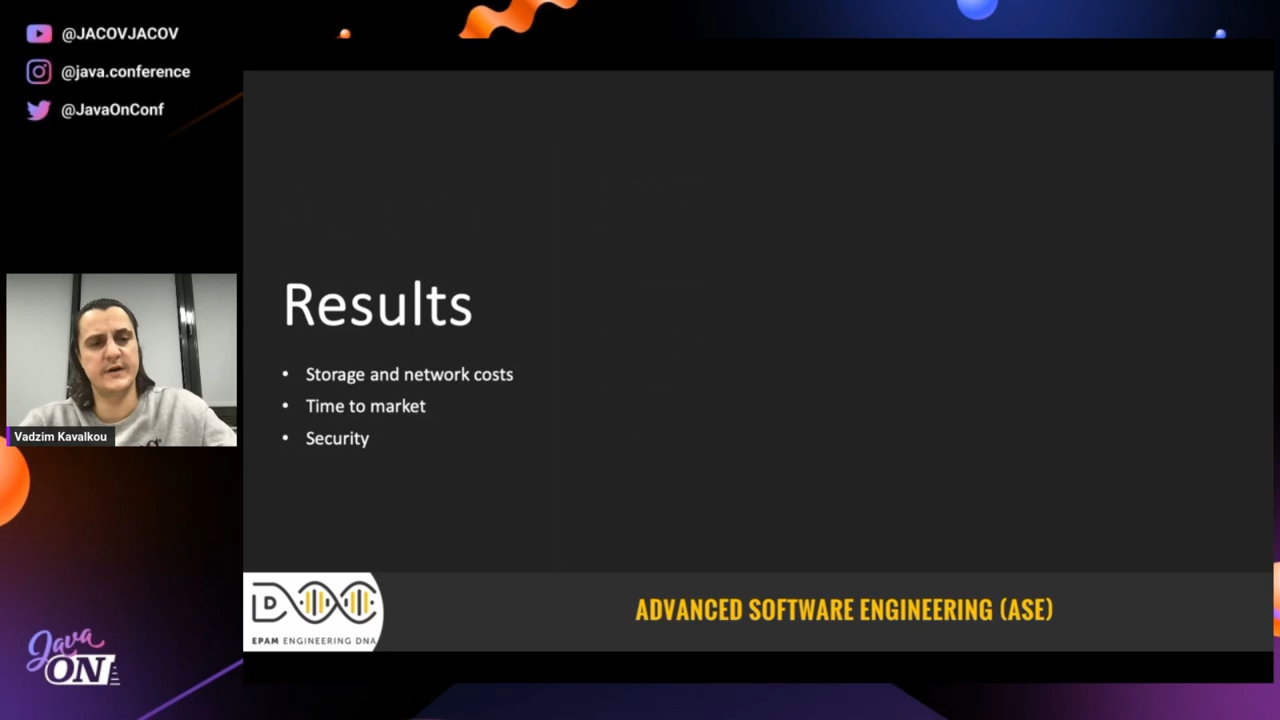 @JACOVJACOV
@java.conference
@JavaOnConf
Results
• Storage and network costs
• Time to market
• Security
Vadzim Kavalkou
EPAM ENGINEERING DNA
ADVANCED SOFTWARE ENGINEERING (ASE)
Java
ON